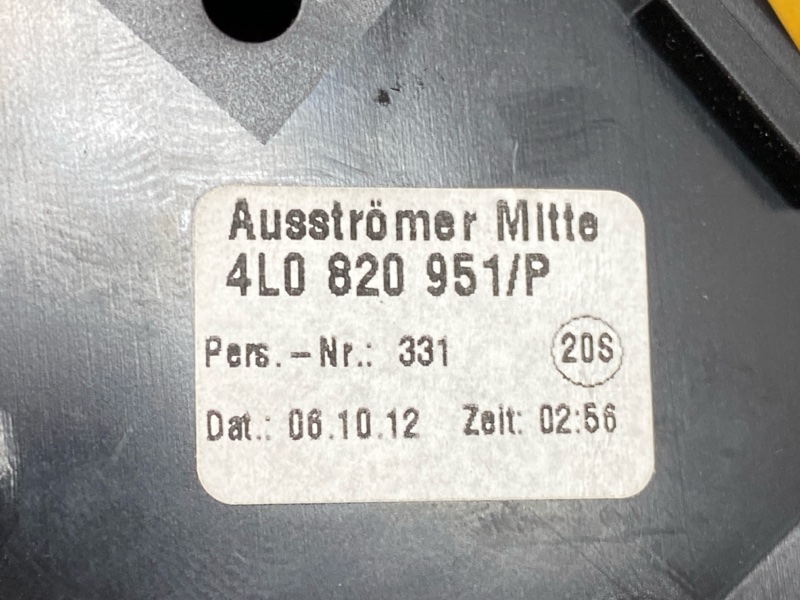 Ausströmer Mitte
4L0 820 951/P
Pers.-Nr.: 331 20S
Dat.: 06.10.12 Zeit: 02:56